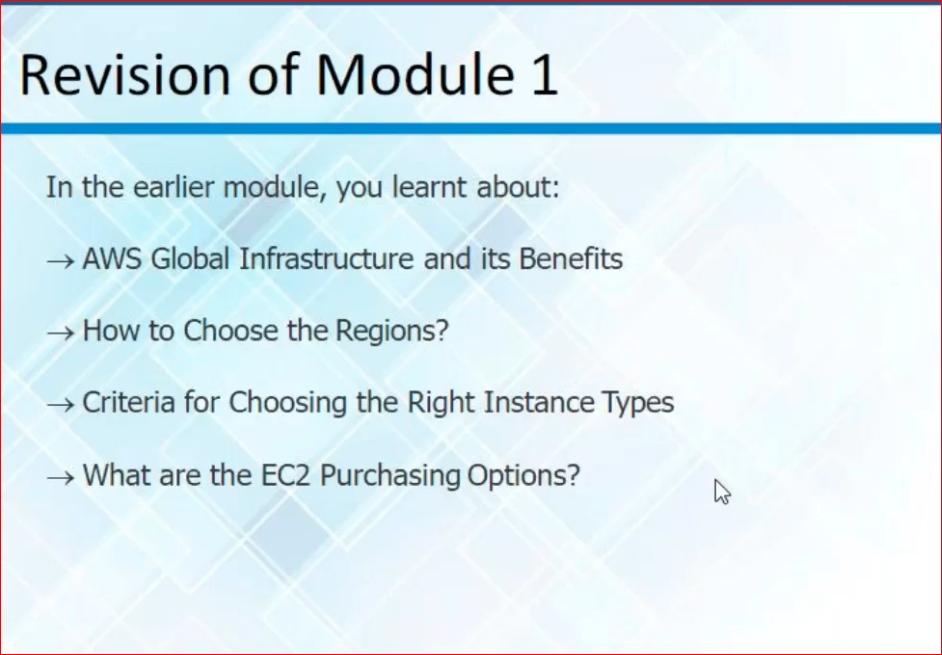 Revision of Module 1
In the earlier module, you learnt about:
→ AWS Global Infrastructure and its Benefits
→ How to Choose the Regions?
→ Criteria for Choosing the Right Instance Types
→ What are the EC2 Purchasing Options?